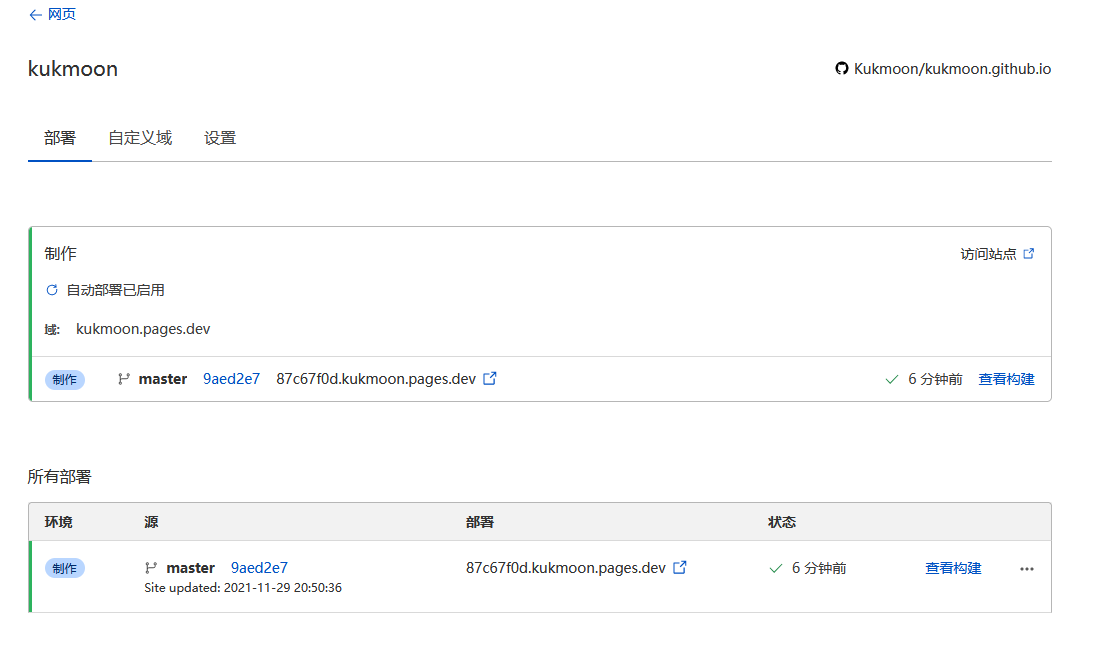 网页
kukmoon
Kukmoon/kukmoon.github.io
部署 自定义域 设置
制作 访问站点
自动部署已启用
域: kukmoon.pages.dev
制作 master 9aed2e7 87c67f0d.kukmoon.pages.dev 6 分钟前 查看构建
所有部署
环境 源 部署 状态
制作 master 9aed2e7 87c67f0d.kukmoon.pages.dev 6 分钟前 查看构建
Site updated: 2021-11-29 20:50:36